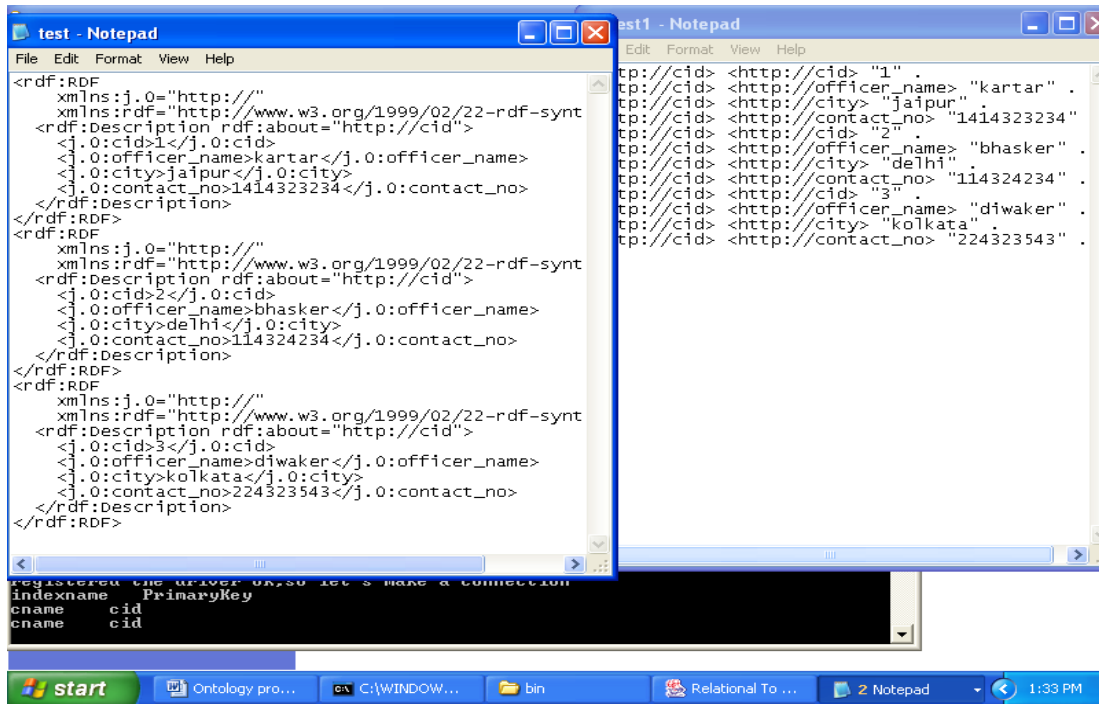 test - Notepad
File Edit Format View Help
<rdf:RDF
xmlns:j.0="http://"
xmlns:rdf="http://www.w3.org/1999/02/22-rdf-synt
<rdf:Description rdf:about="http://cid">
<j.0:cid>1</j.0:cid>
<j.0:officer_name>kartar</j.0:officer_name>
<j.0:city>jaipur</j.0:city>
<j.0:contact_no>1414323234</j.0:contact_no>
</rdf:Description>
</rdf:RDF>
<rdf:RDF
xmlns:j.0="http://"
xmlns:rdf="http://www.w3.org/1999/02/22-rdf-synt
<rdf:Description rdf:about="http://cid">
<j.0:cid>2</j.0:cid>
<j.0:officer_name>bhasker</j.0:officer_name>
<j.0:city>delhi</j.0:city>
<j.0:contact_no>114324234</j.0:contact_no>
</rdf:Description>
</rdf:RDF>
<rdf:RDF
xmlns:j.0="http://"
xmlns:rdf="http://www.w3.org/1999/02/22-rdf-synt
<rdf:Description rdf:about="http://cid">
<j.0:cid>3</j.0:cid>
<j.0:officer_name>diwaker</j.0:officer_name>
<j.0:city>kolkata</j.0:city>
<j.0:contact_no>224323543</j.0:contact_no>
</rdf:Description>
</rdf:RDF>
est1 - Notepad
Edit Format View Help
tp://cid> <http://cid> "1" .
tp://cid> <http://officer_name> "kartar" .
tp://cid> <http://city> "jaipur" .
tp://cid> <http://contact_no> "1414323234"
tp://cid> <http://cid> "2" .
tp://cid> <http://officer_name> "bhasker" .
tp://cid> <http://city> "delhi" .
tp://cid> <http://contact_no> "114324234" .
tp://cid> <http://cid> "3" .
tp://cid> <http://officer_name> "diwaker" .
tp://cid> <http://city> "kolkata" .
tp://cid> <http://contact_no> "224323543" .
registered the driver ok,so let's make a connection
indexname PrimaryKey
cname cid
cname cid
start
Ontology pro...
C:\WINDOW...
bin
Relational To ...
2 Notepad
1:33 PM